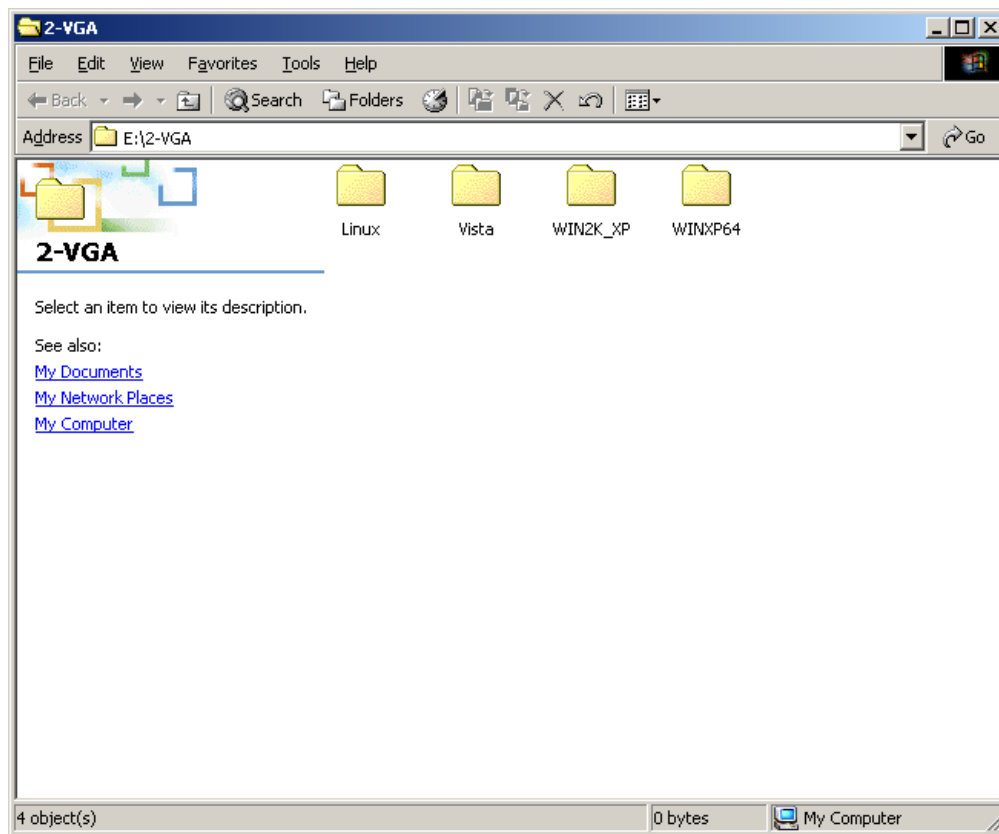 2-VGA
File Edit View Favorites Tools Help
Back Search Folders
Address E:\2-VGA Go
Linux Vista WIN2K_XP WINXP64
2-VGA
Select an item to view its description.
See also:
My Documents
My Network Places
My Computer
4 object(s) 0 bytes My Computer